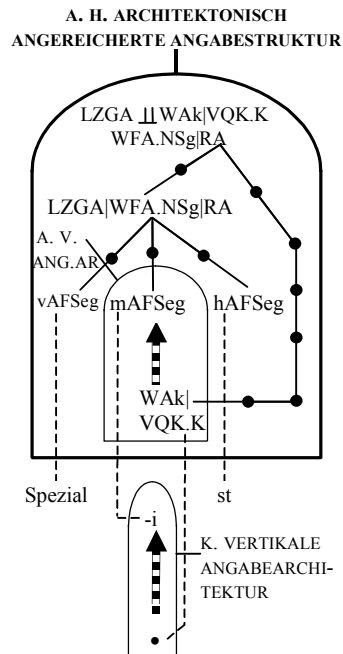 A. H. ARCHITEKTONISCH
ANGEREICHERTE ANGABESTRUKTUR
LZGA ╨╨ WAk|VQK.K
WFA.NSg|RA
LZGA|WFA.NSg|RA
A. V.
ANG.AR
vAFSeg mAFSeg hAFSeg
WAk|
VQK.K
Spezial st
-i
K. VERTIKALE
ANGABEARCHI-
TEKTUR